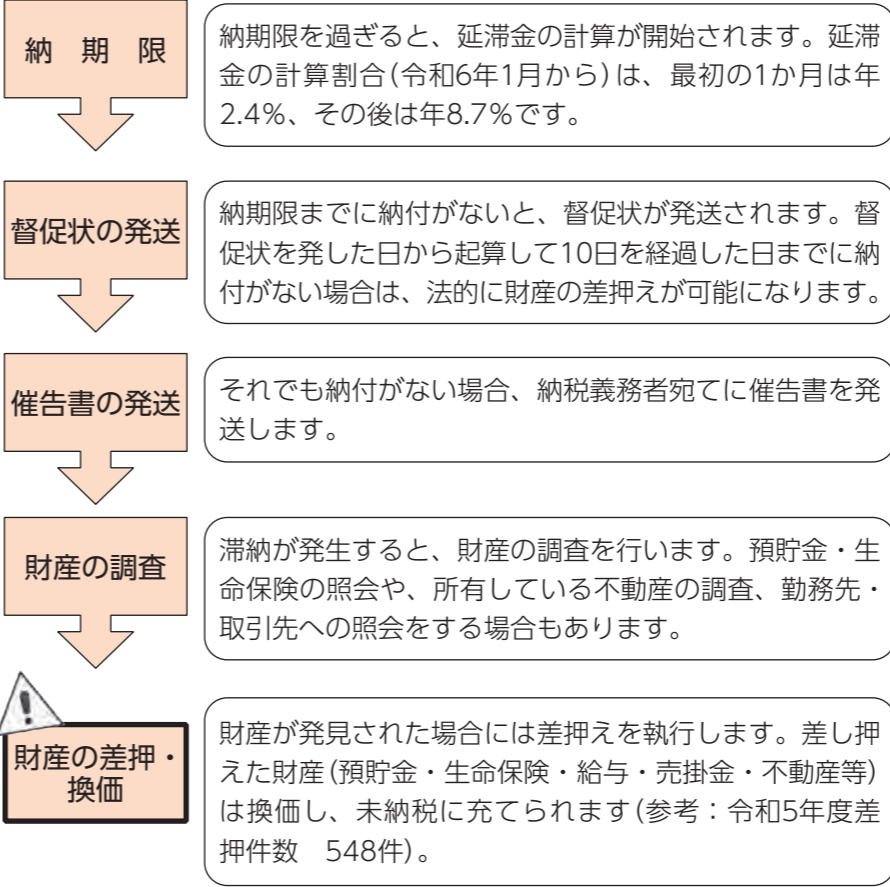 納　期　限
納期限を過ぎると、延滞金の計算が開始されます。延滞
金の計算割合(令和6年1月から)は、最初の1か月は年
2.4%、その後は年8.7%です。
督促状の発送
納期限までに納付がないと、督促状が発送されます。督
促状を発した日から起算して10日を経過した日までに納
付がない場合は、法的に財産の差押えが可能になります。
催告書の発送
それでも納付がない場合、納税義務者宛てに催告書を発
送します。
財産の調査
滞納が発生すると、財産の調査を行います。預貯金・生
命保険の照会や、所有している不動産の調査、勤務先・
取引先への照会をする場合もあります。
!
財産の差押・
換価
財産が発見された場合には差押えを執行します。差し押
えた財産(預貯金・生命保険・給与・売掛金・不動産等)
は換価し、未納税に充てられます(参考：令和5年度差
押件数　548件)。